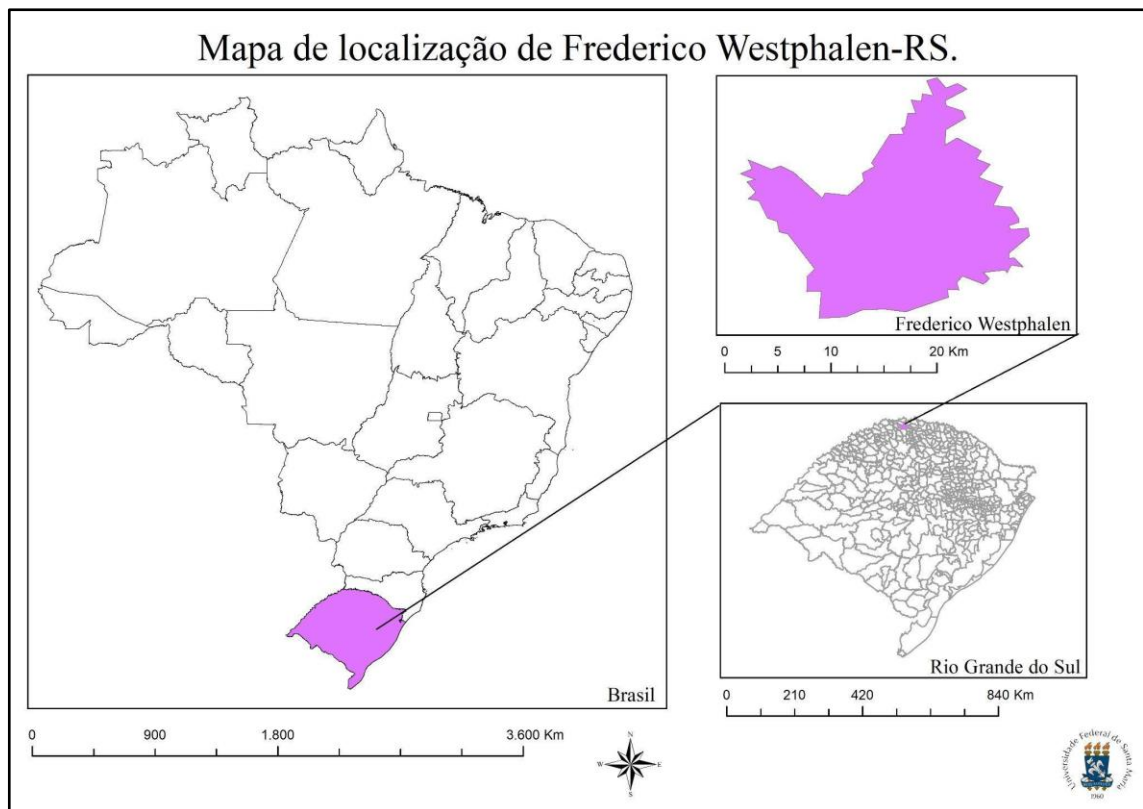 Mapa de localização de Frederico Westphalen-RS.
Brasil
0 900 1.800 3.600 Km
N
W E
S
Frederico Westphalen
0 5 10 20 Km
Rio Grande do Sul
0 210 420 840 Km
Universidade Federal de Santa Maria
1960